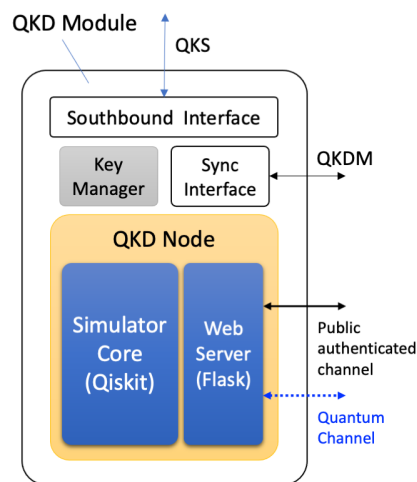 QKD Module
QKS
Southbound Interface
Key
Manager
Sync
Interface
QKDM
QKD Node
Simulator
Core
(Qiskit)
Web
Server
(Flask)
Public
authenticated
channel
Quantum
Channel